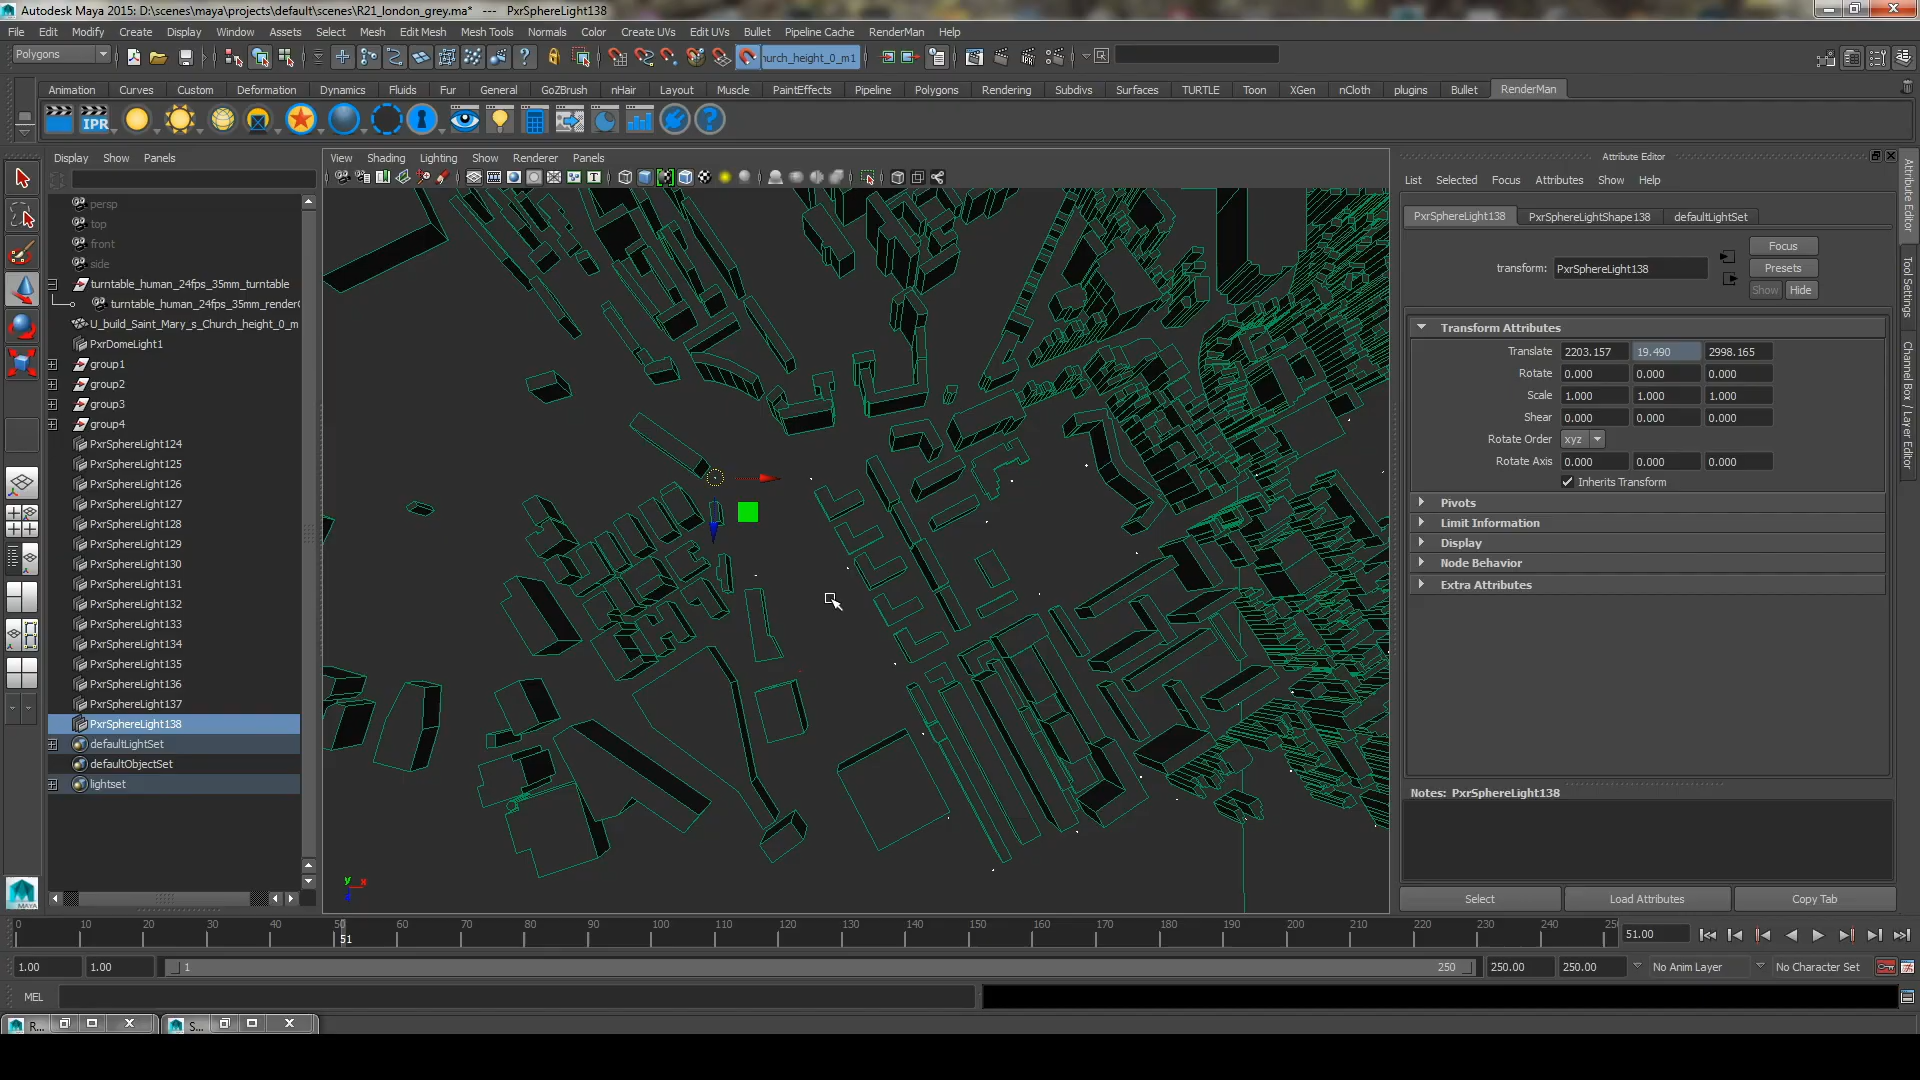 Autodesk Maya 2015: D:\scenes\maya\projects\default\scenes\R21_london_grey.ma* --- PxrSphereLight138
File Edit Modify Create Display Window Assets Select Mesh Edit Mesh Mesh Tools Normals Color Create UVs Edit UVs Bullet Pipeline Cache RenderMan Help
Polygons
hurch_height_0_m1
Animation Curves Custom Deformation Dynamics Fluids Fur General GoZBrush nHair Layout Muscle PaintEffects Pipeline Polygons Rendering Subdivs Surfaces TURTLE Toon XGen nCloth plugins Bullet RenderMan
IPR
Display Show Panels
View Shading Lighting Show Renderer Panels
Attribute Editor
List Selected Focus Attributes Show Help
persp
top
front
side
turntable_human_24fps_35mm_turntable
turntable_human_24fps_35mm_render
U_build_Saint_Mary_s_Church_height_0_m
PxrDomeLight1
group1
group2
group3
group4
PxrSphereLight124
PxrSphereLight125
PxrSphereLight126
PxrSphereLight127
PxrSphereLight128
PxrSphereLight129
PxrSphereLight130
PxrSphereLight131
PxrSphereLight132
PxrSphereLight133
PxrSphereLight134
PxrSphereLight135
PxrSphereLight136
PxrSphereLight137
PxrSphereLight138
defaultLightSet
defaultObjectSet
lightset
y x
PxrSphereLight138 PxrSphereLightShape138 defaultLightSet
transform: PxrSphereLight138
Focus
Presets
Show Hide
Transform Attributes
Translate 2203.157 19.490 2998.165
Rotate 0.000 0.000 0.000
Scale 1.000 1.000 1.000
Shear 0.000 0.000 0.000
Rotate Order xyz
Rotate Axis 0.000 0.000 0.000
Inherits Transform
Pivots
Limit Information
Display
Node Behavior
Extra Attributes
Notes: PxrSphereLight138
Select Load Attributes Copy Tab
Attribute Editor
Tool Settings
Channel Box / Layer Editor
MAYA
0 10 20 30 40 50 60 70 80 90 100 110 120 130 140 150 160 170 180 190 200 210 220 230 240 25
51
51.00
1.00 1.00 1 250 250.00 250.00 No Anim Layer No Character Set
MEL
R... S...